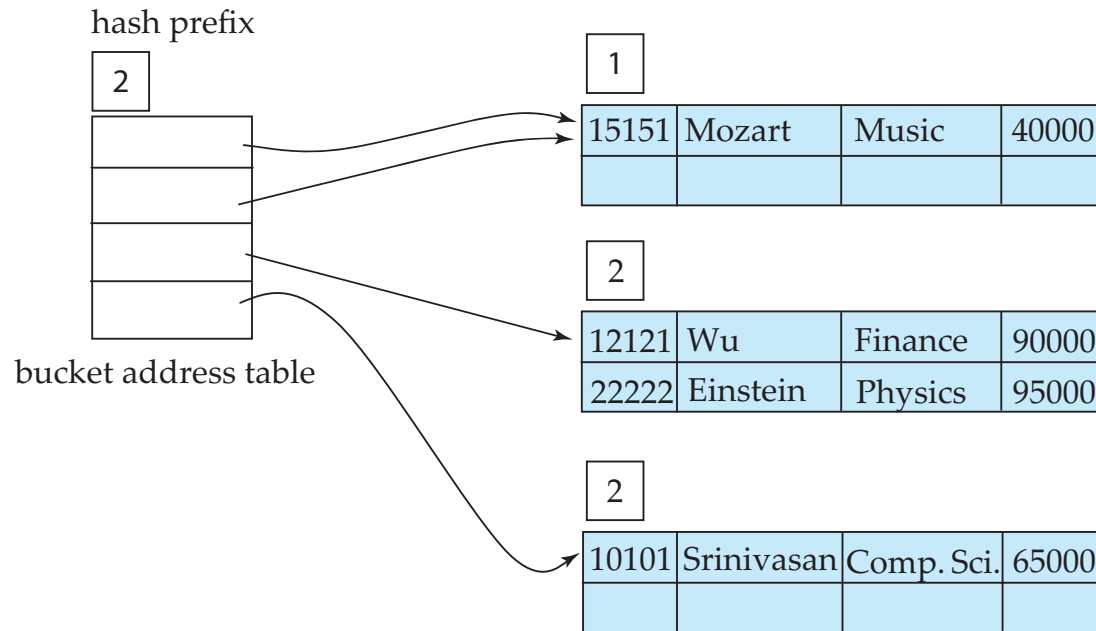 hash prefix
2
bucket address table
1
15151 Mozart Music 40000
2
12121 Wu Finance 90000
22222 Einstein Physics 95000
2
10101 Srinivasan Comp. Sci. 65000